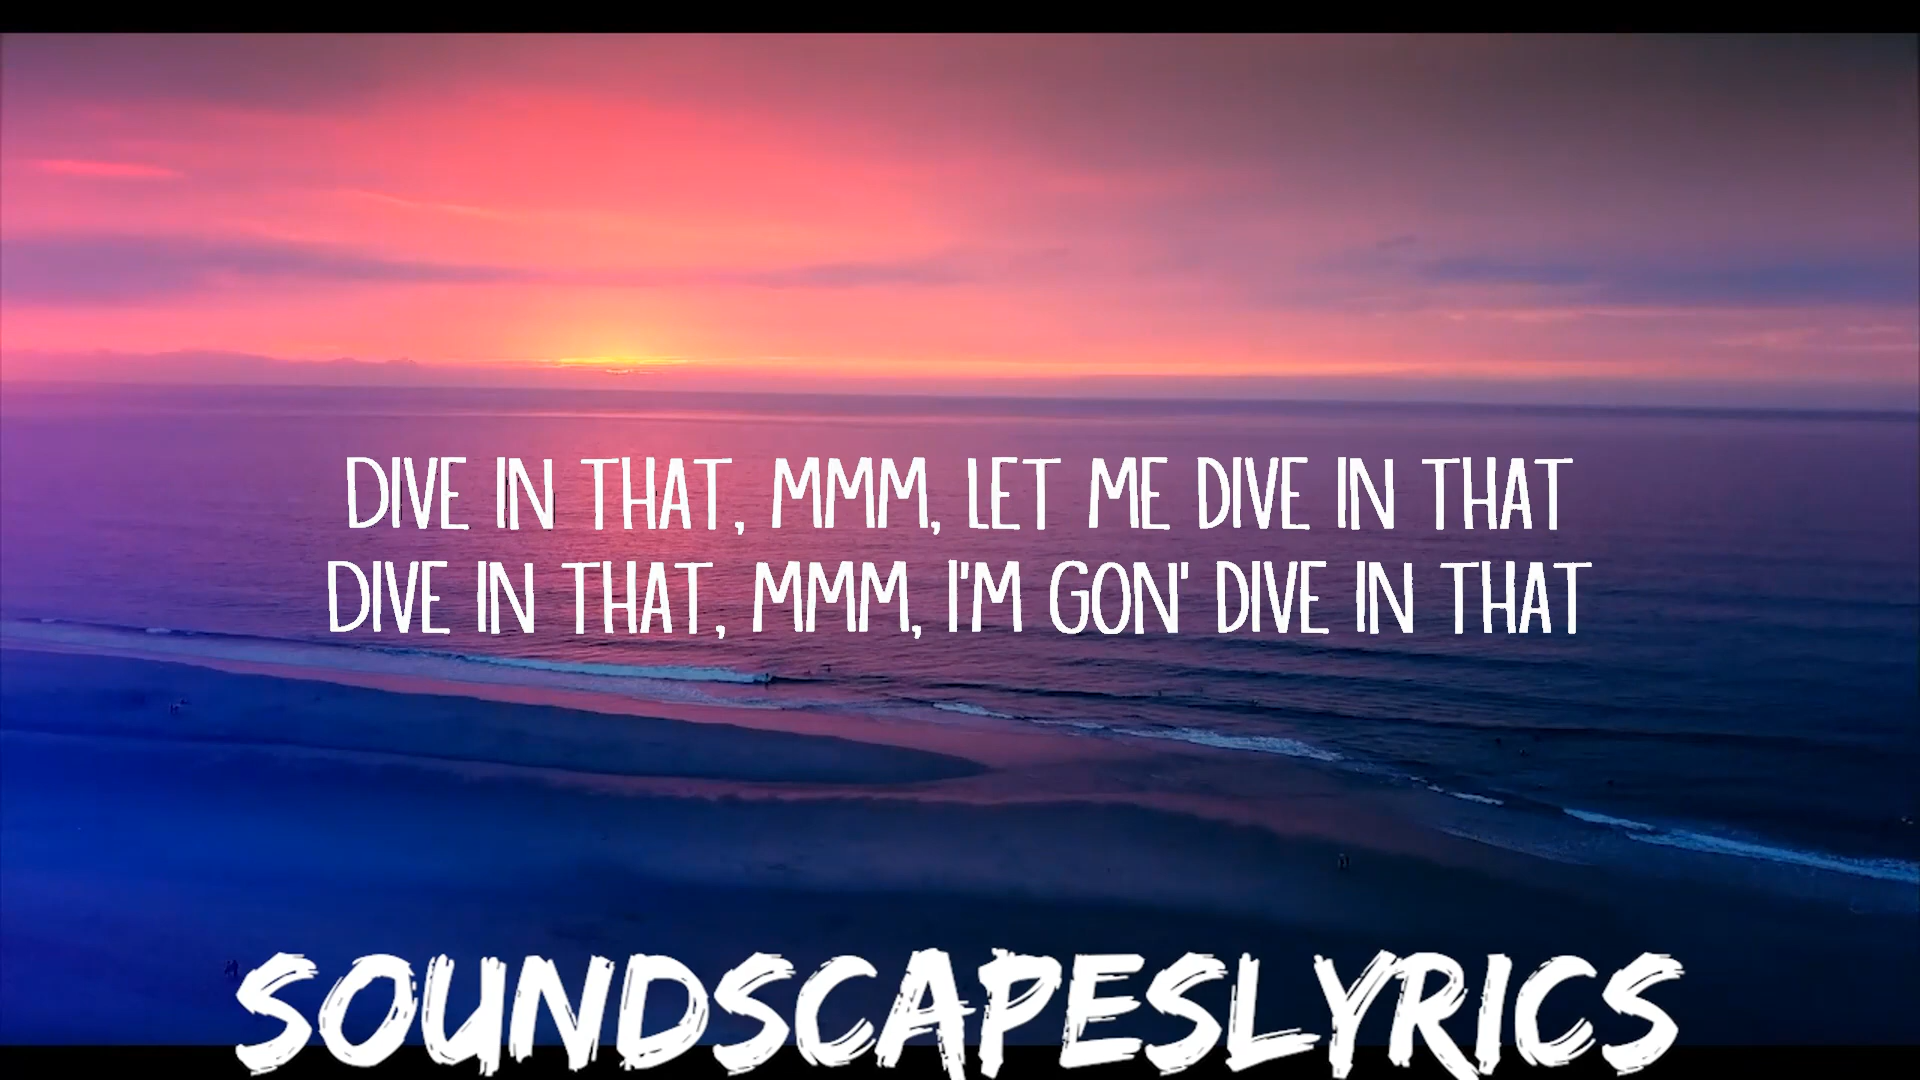 DIVE IN THAT, MMM, LET ME DIVE IN THAT
DIVE IN THAT, MMM, I'M GON' DIVE IN THAT
SOUNDSCAPESLYRICS